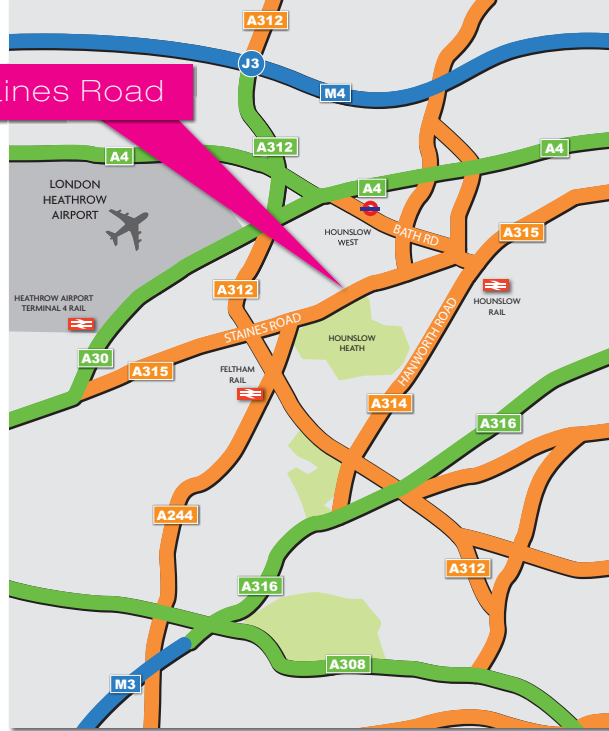 A312
J3
M4
ines Road
A312
A4
A4
A4
LONDON
HEATHROW
AIRPORT
HOUNSLOW
WEST
BATH RD
A315
A312
HEATHROW AIRPORT
TERMINAL 4 RAIL
HOUNSLOW
RAIL
STAINES ROAD
HANWORTH ROAD
HOUNSLOW
HEATH
A30
A315
FELTHAM
RAIL
A314
A316
A244
A312
A316
A308
M3